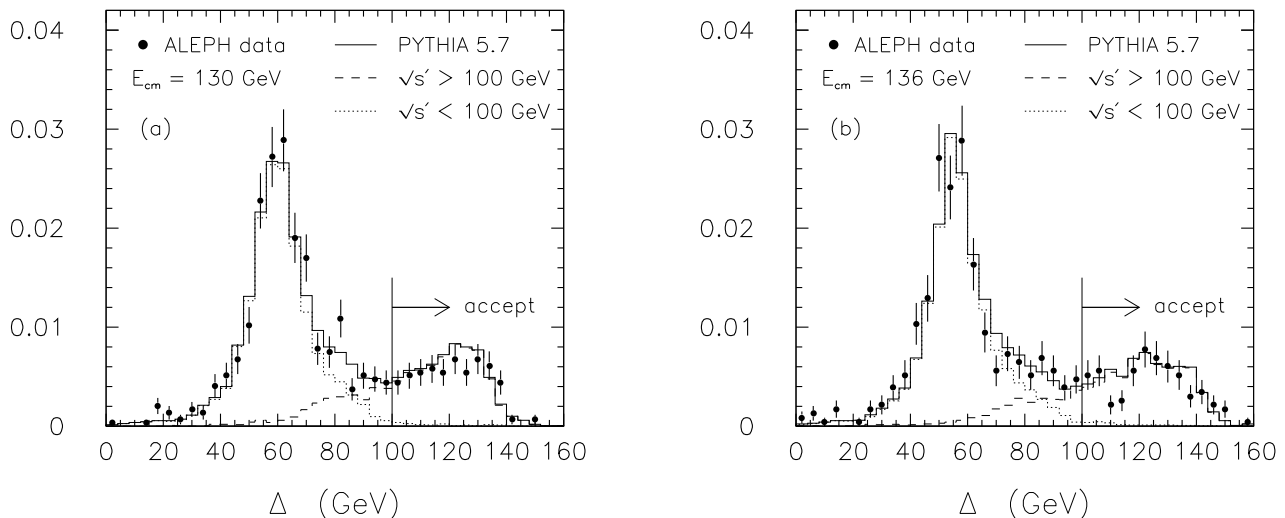 0.04
0.03
0.02
0.01
0
ALEPH data
PYTHIA 5.7
E_cm = 130 GeV
√s′ > 100 GeV
√s′ < 100 GeV
(a)
accept
0 20 40 60 80 100 120 140 160
Δ (GeV)
0.04
0.03
0.02
0.01
0
ALEPH data
PYTHIA 5.7
E_cm = 136 GeV
√s′ > 100 GeV
√s′ < 100 GeV
(b)
accept
0 20 40 60 80 100 120 140 160
Δ (GeV)